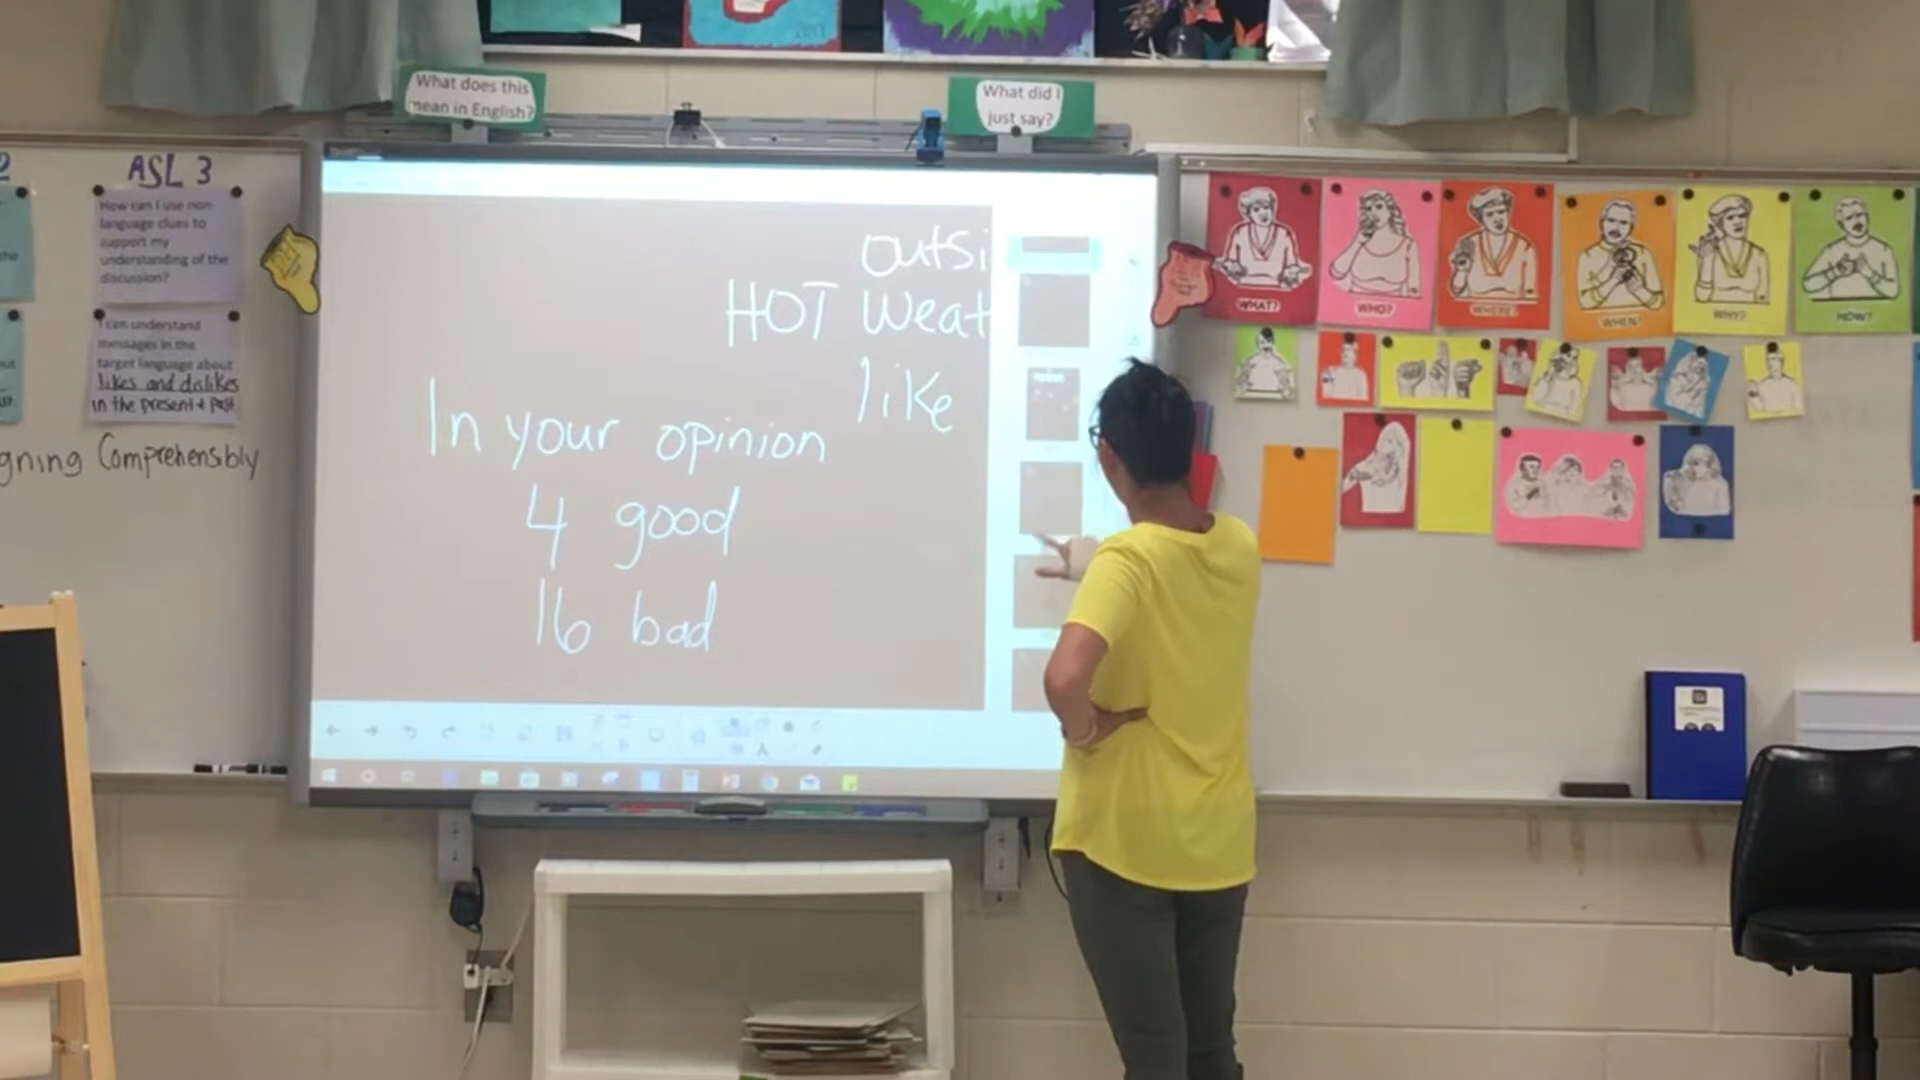 What does this
mean in English?
What did I
just say?
ASL 3
How can I use non-
language clues to
support my
understanding of the
discussion?
I can understand
messages in the
target language about
likes and dislikes
in the present + past
gning Comprehensibly
outsi
HOT Weat
like
In your opinion
4 good
16 bad
WHAT?
WHO?
WHERE?
WHEN?
WHY?
HOW?